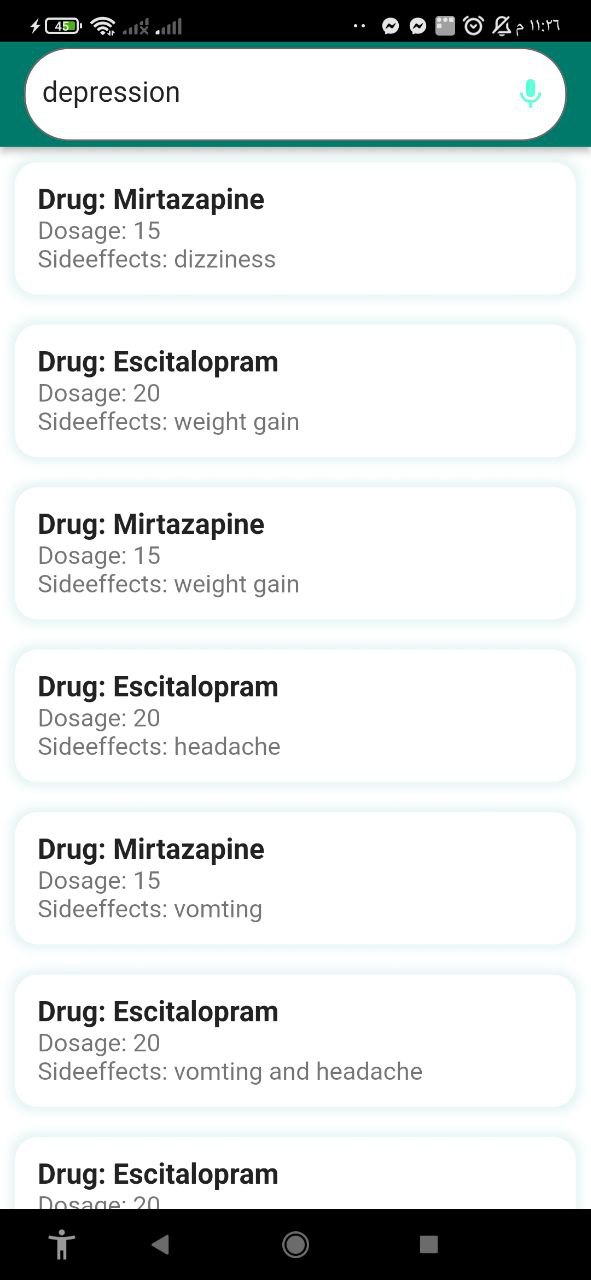 45
م ١١:٢٦
depression
Drug: Mirtazapine
Dosage: 15
Sideeffects: dizziness
Drug: Escitalopram
Dosage: 20
Sideeffects: weight gain
Drug: Mirtazapine
Dosage: 15
Sideeffects: weight gain
Drug: Escitalopram
Dosage: 20
Sideeffects: headache
Drug: Mirtazapine
Dosage: 15
Sideeffects: vomting
Drug: Escitalopram
Dosage: 20
Sideeffects: vomting and headache
Drug: Escitalopram
Dosage: 20